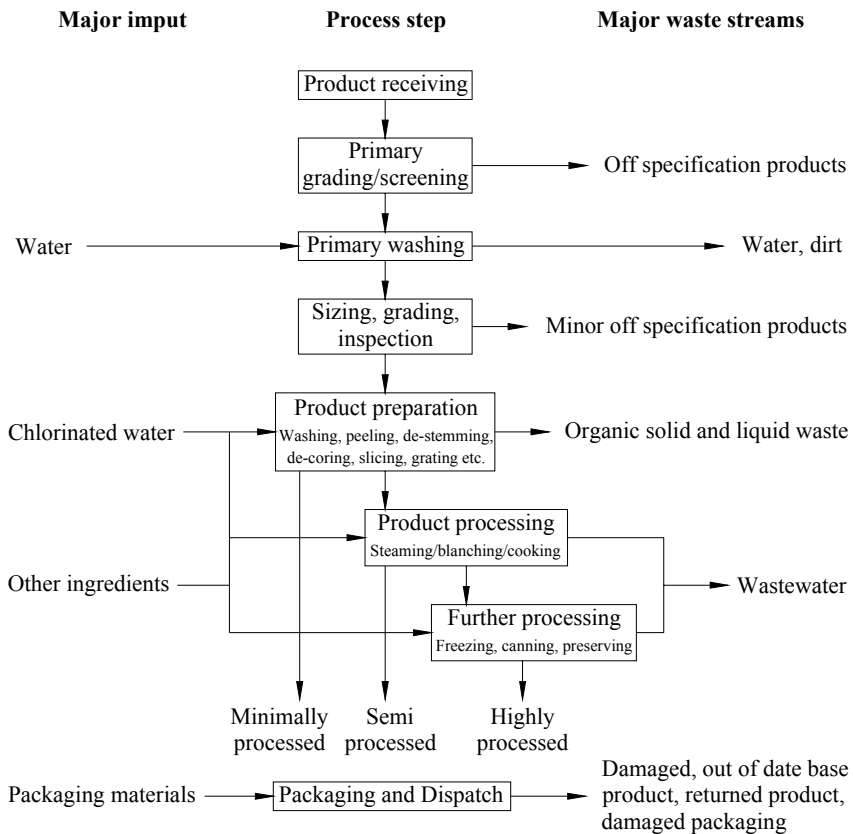 Major imput Process step Major waste streams
Product receiving
Primary
grading/screening
Off specification products
Water
Primary washing
Water, dirt
Sizing, grading,
inspection
Minor off specification products
Chlorinated water
Product preparation
Washing, peeling, de-stemming,
de-coring, slicing, grating etc.
Organic solid and liquid waste
Product processing
Steaming/blanching/cooking
Other ingredients
Wastewater
Further processing
Freezing, canning, preserving
Minimally
processed
Semi
processed
Highly
processed
Packaging materials
Packaging and Dispatch
Damaged, out of date base
product, returned product,
damaged packaging